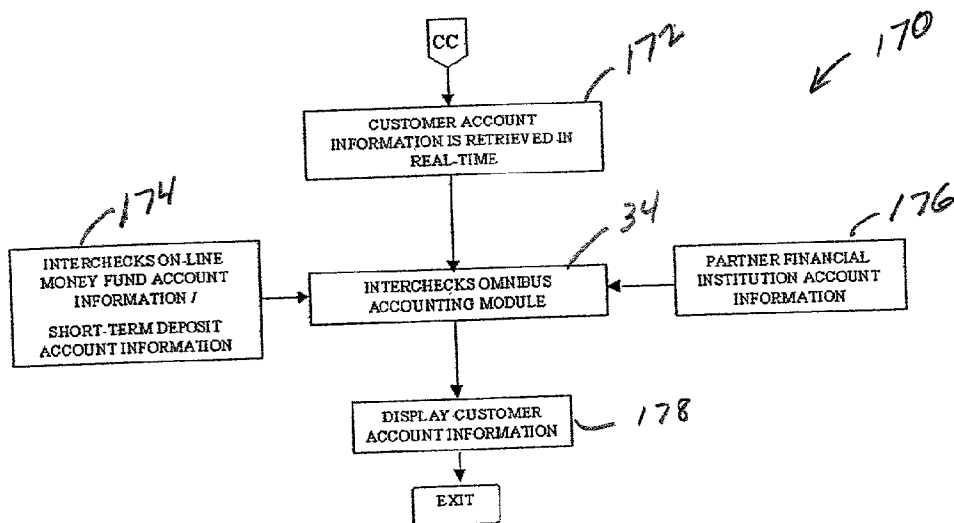 CC
172
170
CUSTOMER ACCOUNT
INFORMATION IS RETRIEVED IN
REAL-TIME
174
34
176
INTERCHECKS ON-LINE
MONEY FUND ACCOUNT
INFORMATION /
SHORT-TERM DEPOSIT
ACCOUNT INFORMATION
INTERCHECKS OMNIBUS
ACCOUNTING MODULE
PARTNER FINANCIAL
INSTITUTION ACCOUNT
INFORMATION
DISPLAY CUSTOMER
ACCOUNT INFORMATION
178
EXIT